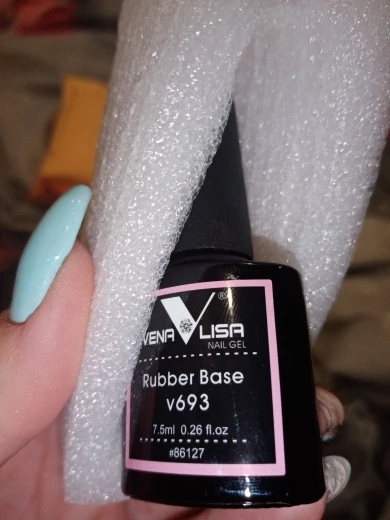 ®
VENA LISA
NAIL GEL
Rubber Base
v693
7.5ml 0.26 fl.oz
#86127